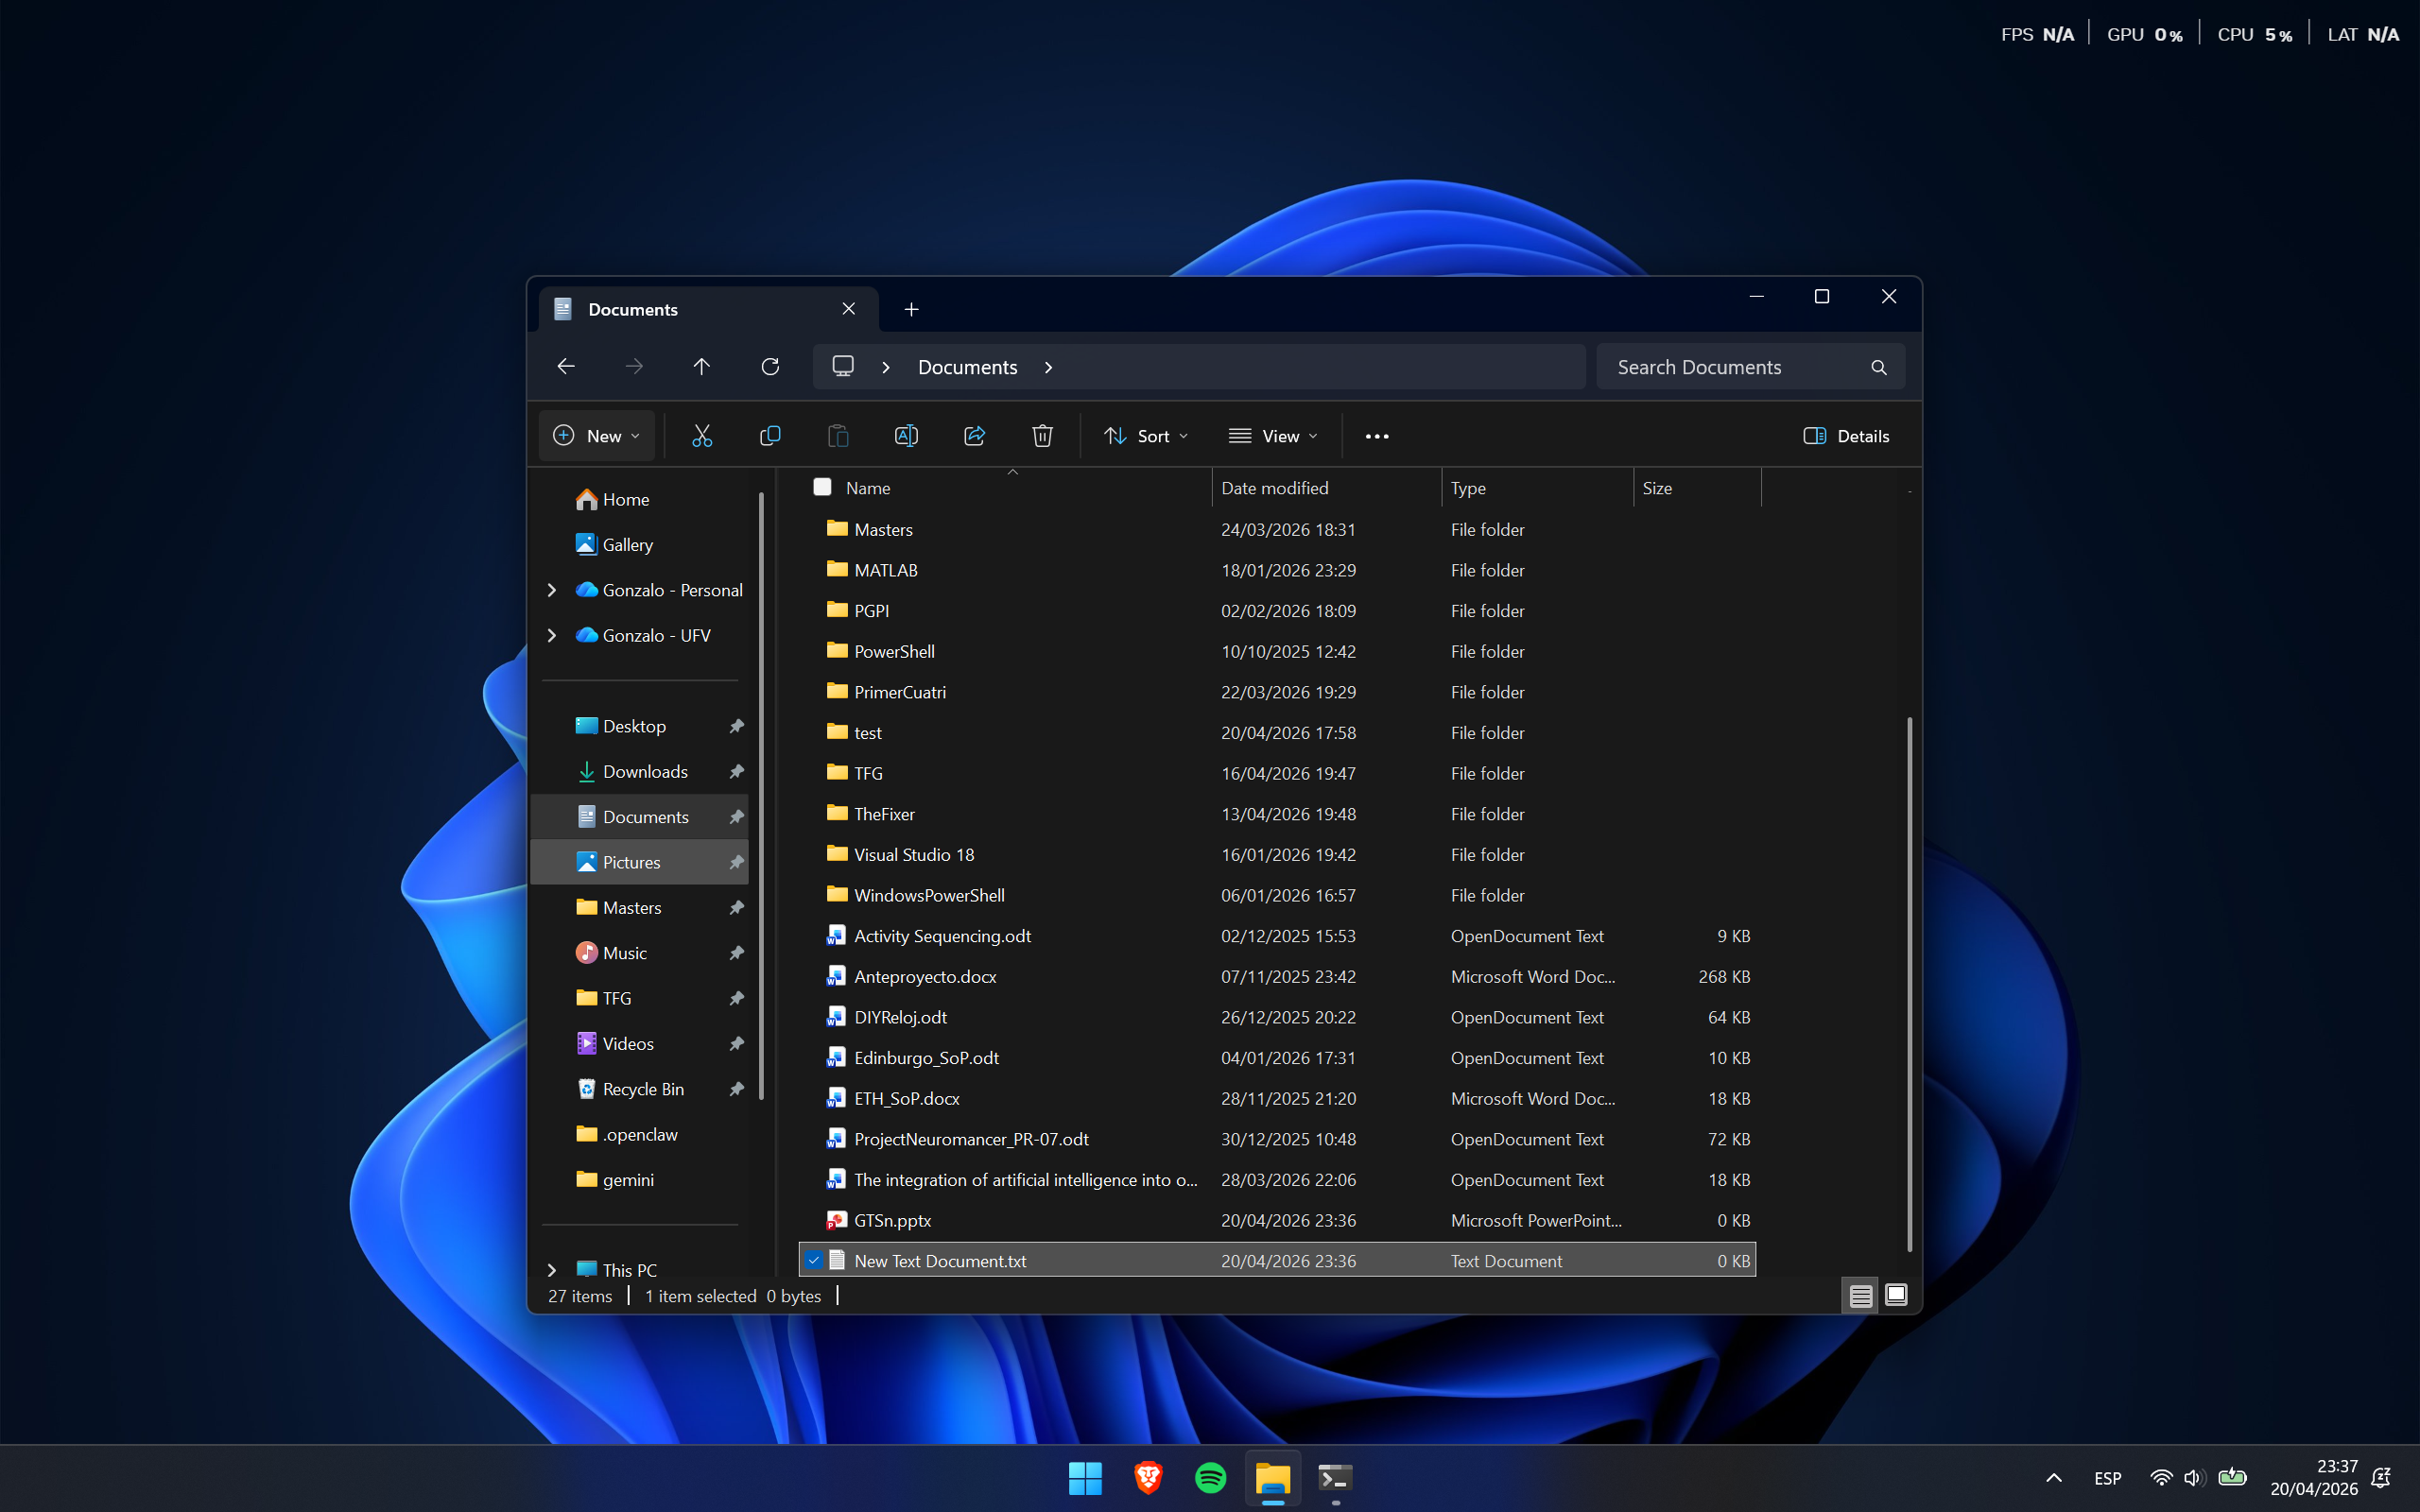 FPS N/A GPU 0% CPU 5% LAT N/A
Documents
Documents
Search Documents
New
Sort
View
Details
Home
Gallery
Gonzalo - Personal
Gonzalo - UFV
Desktop
Downloads
Documents
Pictures
Masters
Music
TFG
Videos
Recycle Bin
.openclaw
gemini
This PC
Name Date modified Type Size
Masters 24/03/2026 18:31 File folder
MATLAB 18/01/2026 23:29 File folder
PGPI 02/02/2026 18:09 File folder
PowerShell 10/10/2025 12:42 File folder
PrimerCuatri 22/03/2026 19:29 File folder
test 20/04/2026 17:58 File folder
TFG 16/04/2026 19:47 File folder
TheFixer 13/04/2026 19:48 File folder
Visual Studio 18 16/01/2026 19:42 File folder
WindowsPowerShell 06/01/2026 16:57 File folder
Activity Sequencing.odt 02/12/2025 15:53 OpenDocument Text 9 KB
Anteproyecto.docx 07/11/2025 23:42 Microsoft Word Doc... 268 KB
DIYReloj.odt 26/12/2025 20:22 OpenDocument Text 64 KB
Edinburgo_SoP.odt 04/01/2026 17:31 OpenDocument Text 10 KB
ETH_SoP.docx 28/11/2025 21:20 Microsoft Word Doc... 18 KB
ProjectNeuromancer_PR-07.odt 30/12/2025 10:48 OpenDocument Text 72 KB
The integration of artificial intelligence into o... 28/03/2026 22:06 OpenDocument Text 18 KB
GTSn.pptx 20/04/2026 23:36 Microsoft PowerPoint... 0 KB
New Text Document.txt 20/04/2026 23:36 Text Document 0 KB
27 items 1 item selected 0 bytes
ESP
23:37
20/04/2026